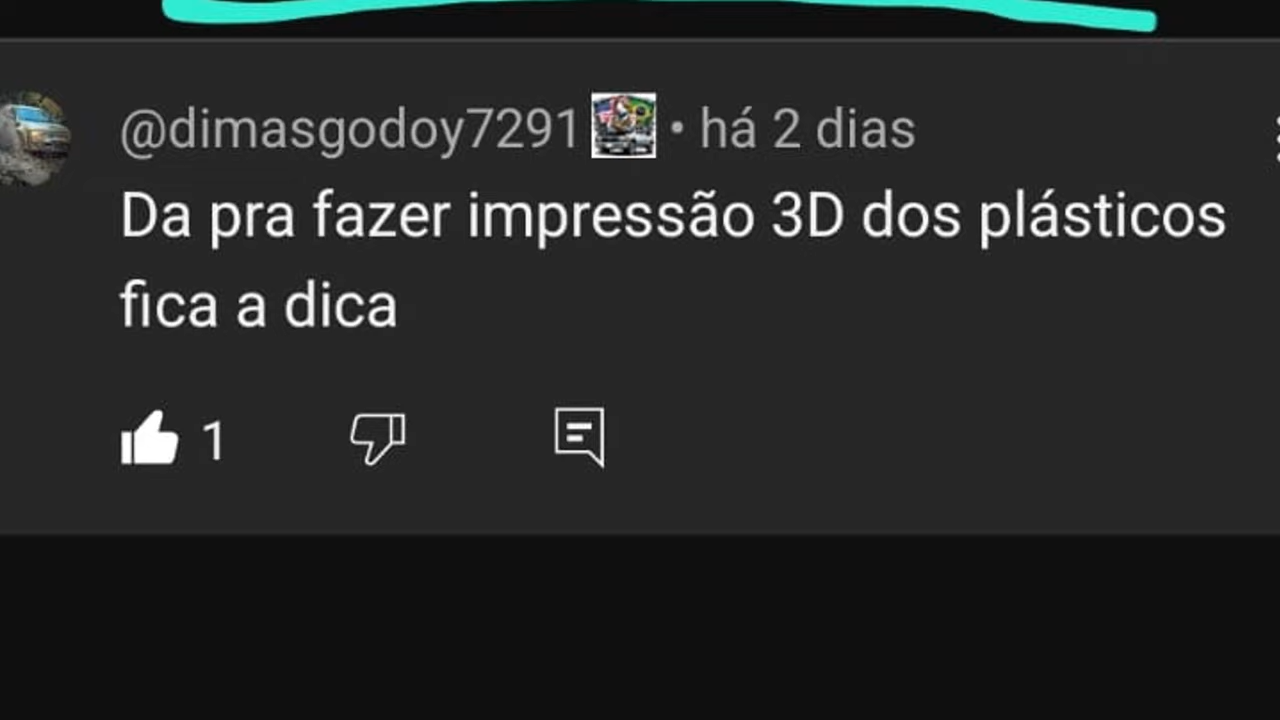 @dimasgodoy7291 • há 2 dias
Da pra fazer impressão 3D dos plásticos
fica a dica
1